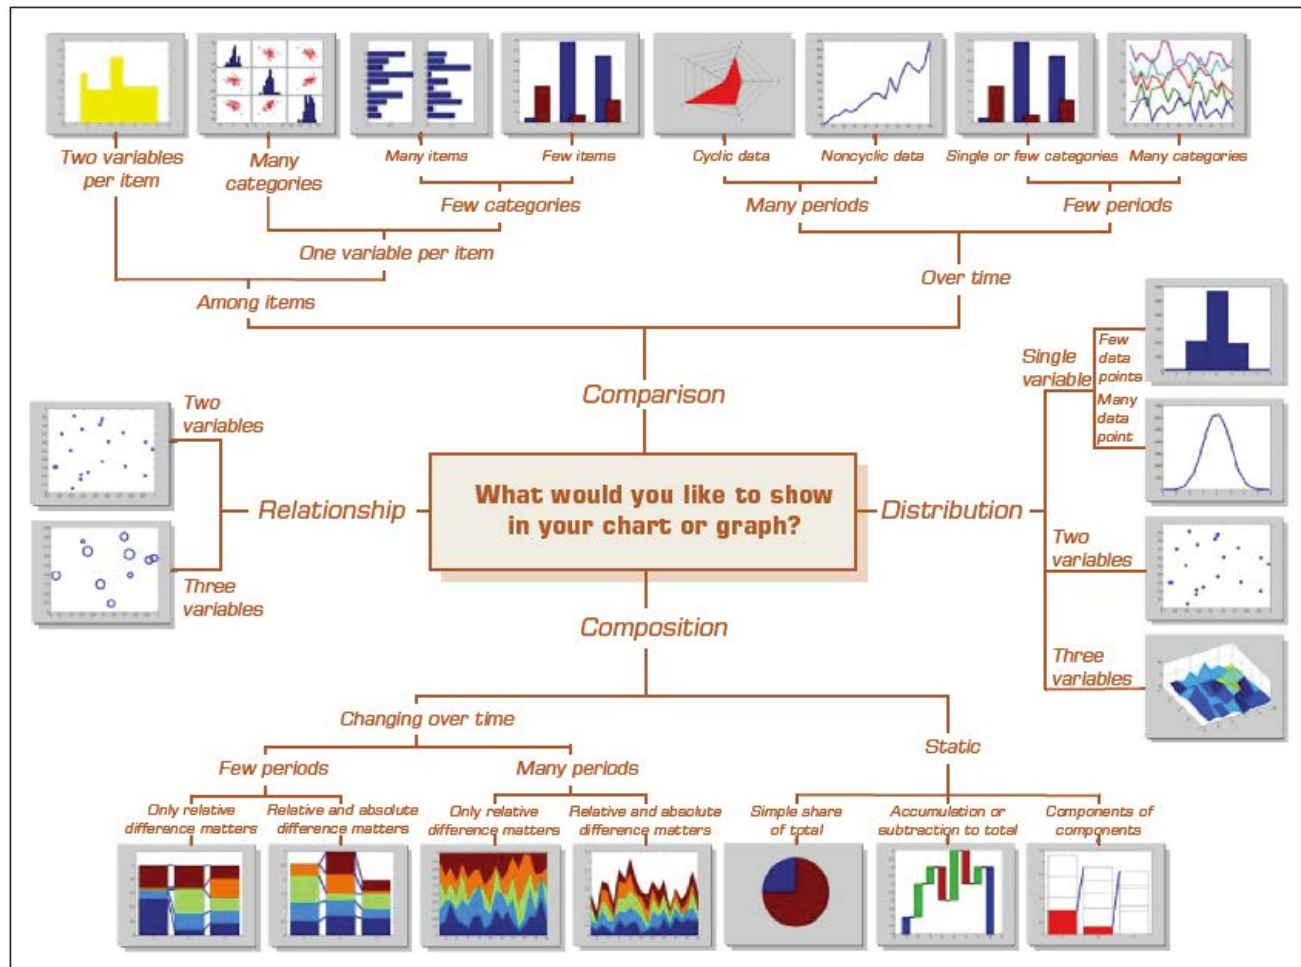 Two variables
per item
Many
categories
Many items
Few items
Cyclic data
Noncyclic data
Single or few categories
Many categories
Few categories
Many periods
Few periods
One variable per item
Over time
Among items
Comparison
Single
variable
Few
data
points
Many
data
point
Two
variables
Three
variables
Relationship
What would you like to show
in your chart or graph?
Distribution
Two
variables
Three
variables
Composition
Changing over time
Static
Few periods
Many periods
Only relative
difference matters
Relative and absolute
difference matters
Only relative
difference matters
Relative and absolute
difference matters
Simple share
of total
Accumulation or
subtraction to total
Components of
components